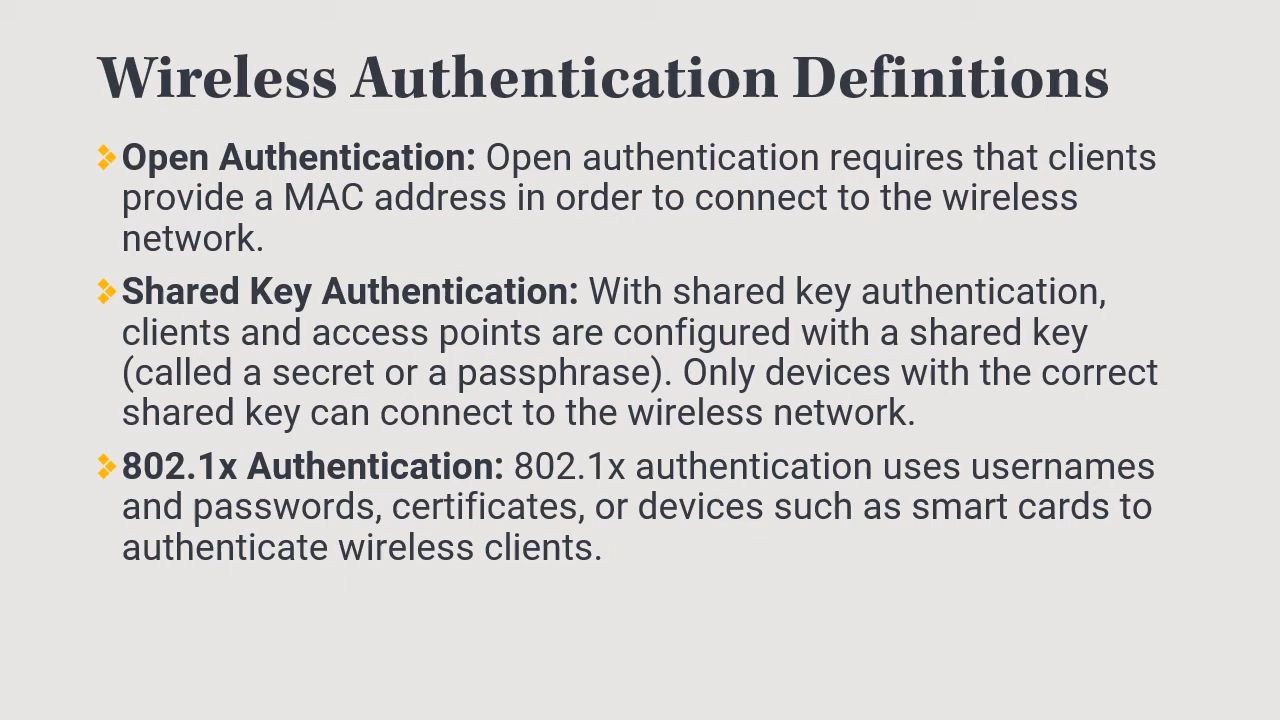 Wireless Authentication Definitions
Open Authentication: Open authentication requires that clients
provide a MAC address in order to connect to the wireless
network.
Shared Key Authentication: With shared key authentication,
clients and access points are configured with a shared key
(called a secret or a passphrase). Only devices with the correct
shared key can connect to the wireless network.
802.1x Authentication: 802.1x authentication uses usernames
and passwords, certificates, or devices such as smart cards to
authenticate wireless clients.